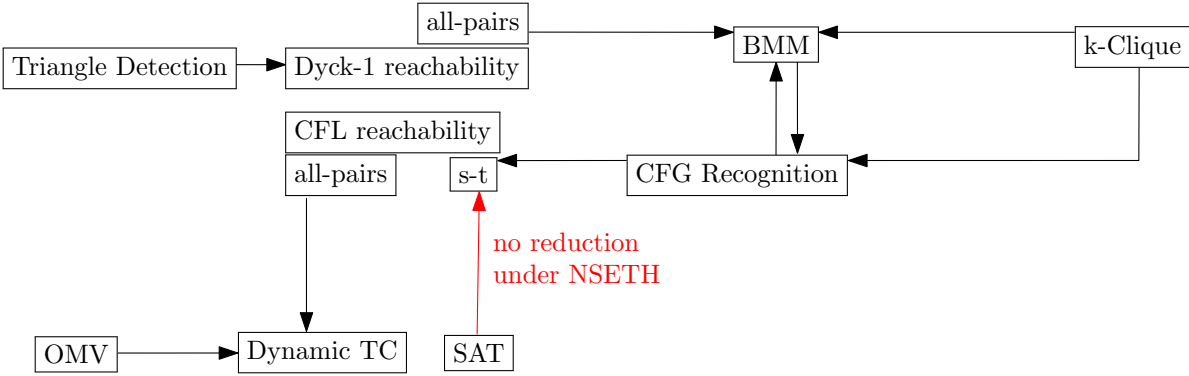 all-pairs
BMM
k-Clique
Triangle Detection
Dyck-1 reachability
CFL reachability
all-pairs
s-t
CFG Recognition
no reduction
under NSETH
OMV
Dynamic TC
SAT